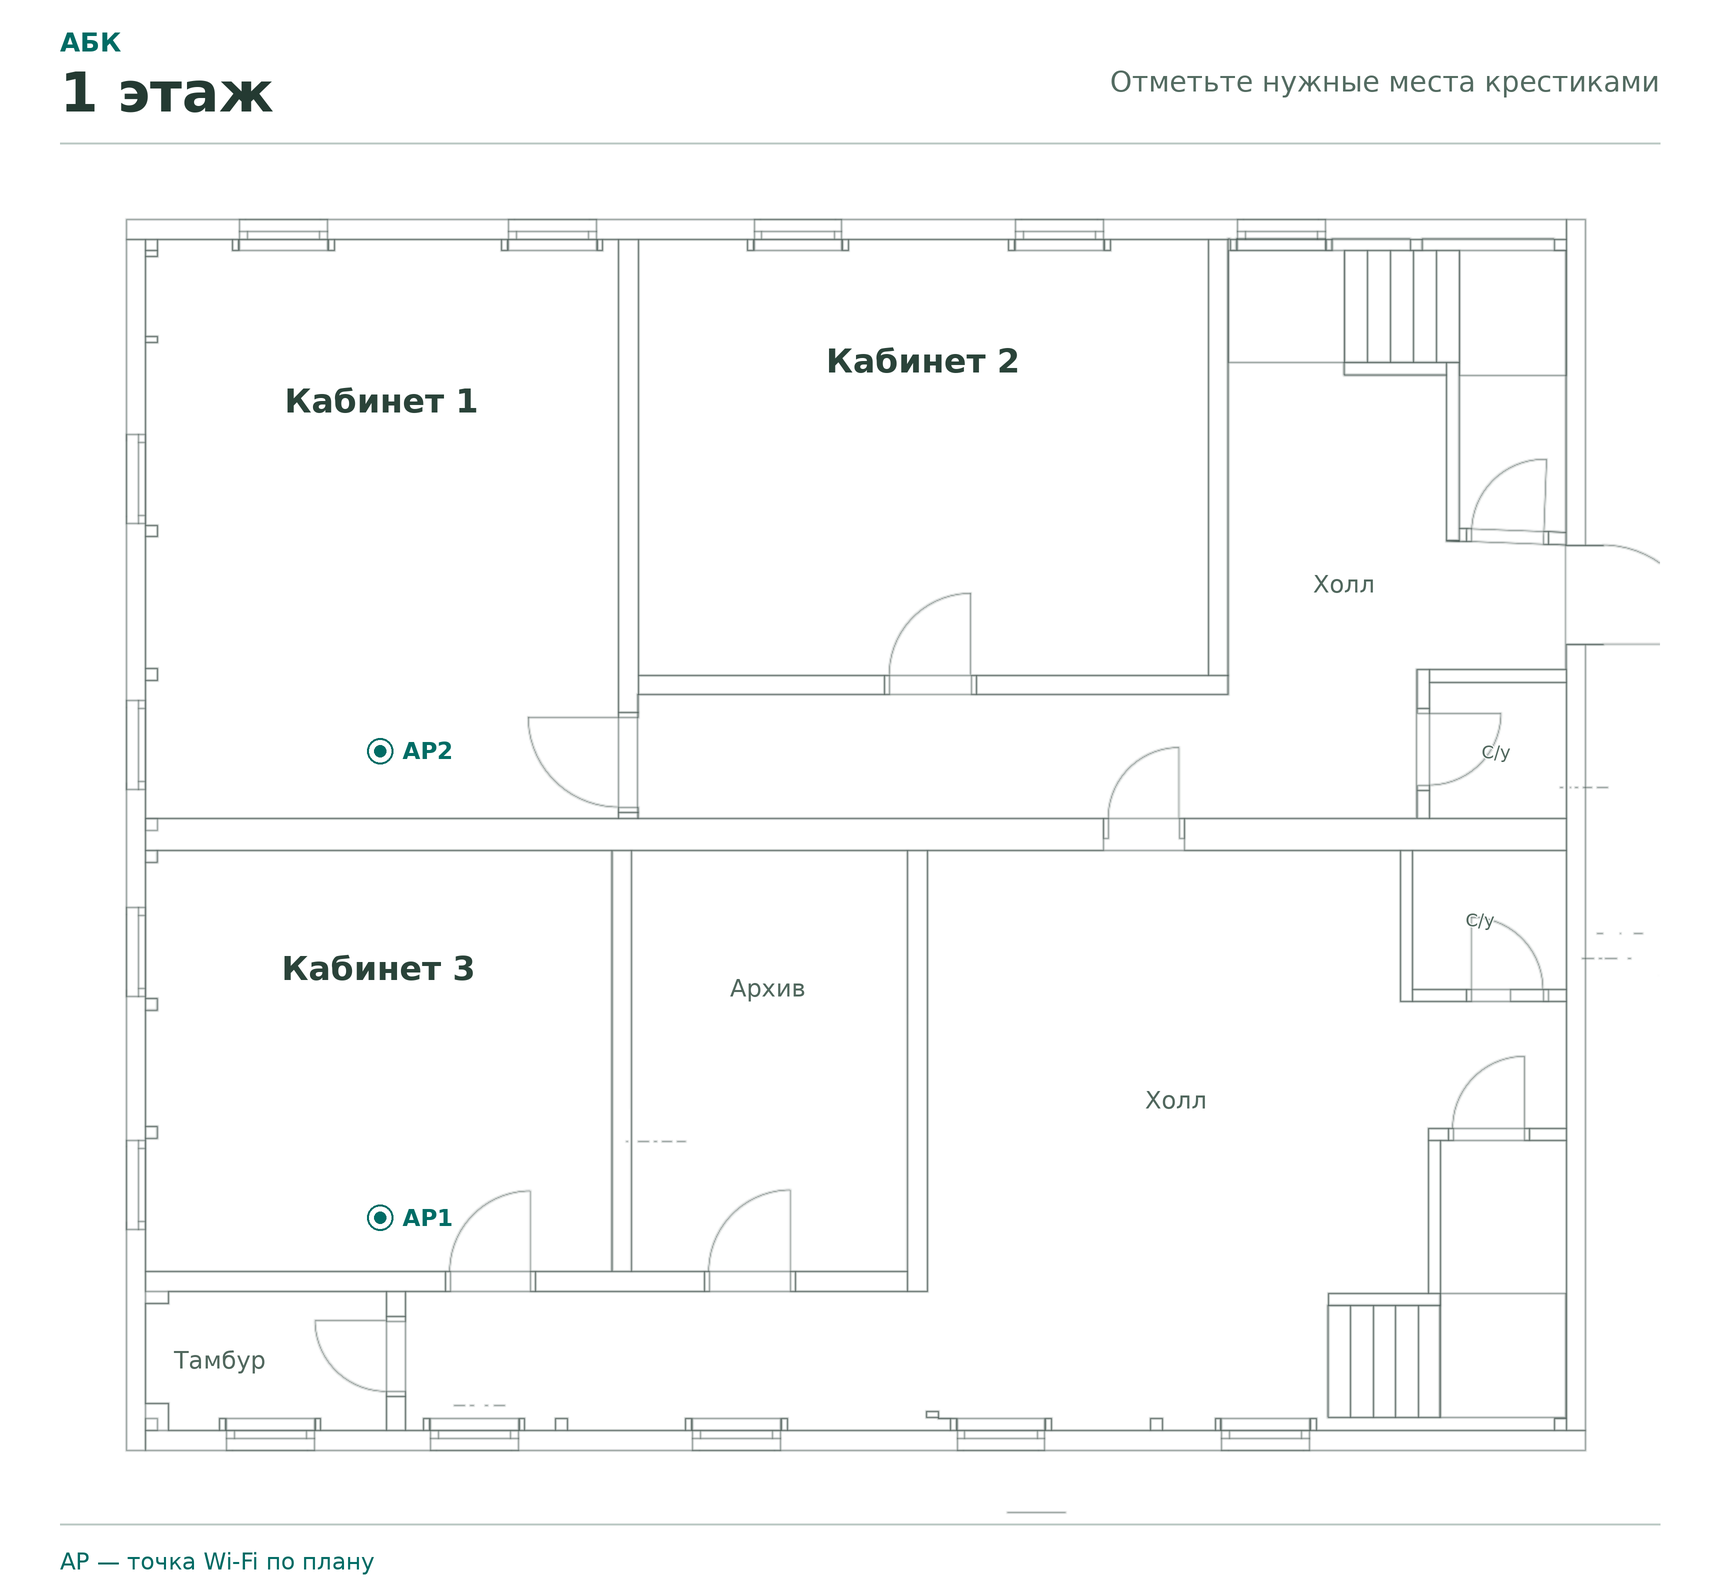 АБК
1 этаж
Отметьте нужные места крестиками
Кабинет 2
Кабинет 1
Холл
AP2
С/у
С/у
Кабинет 3
Архив
Холл
AP1
Тамбур
AP — точка Wi-Fi по плану